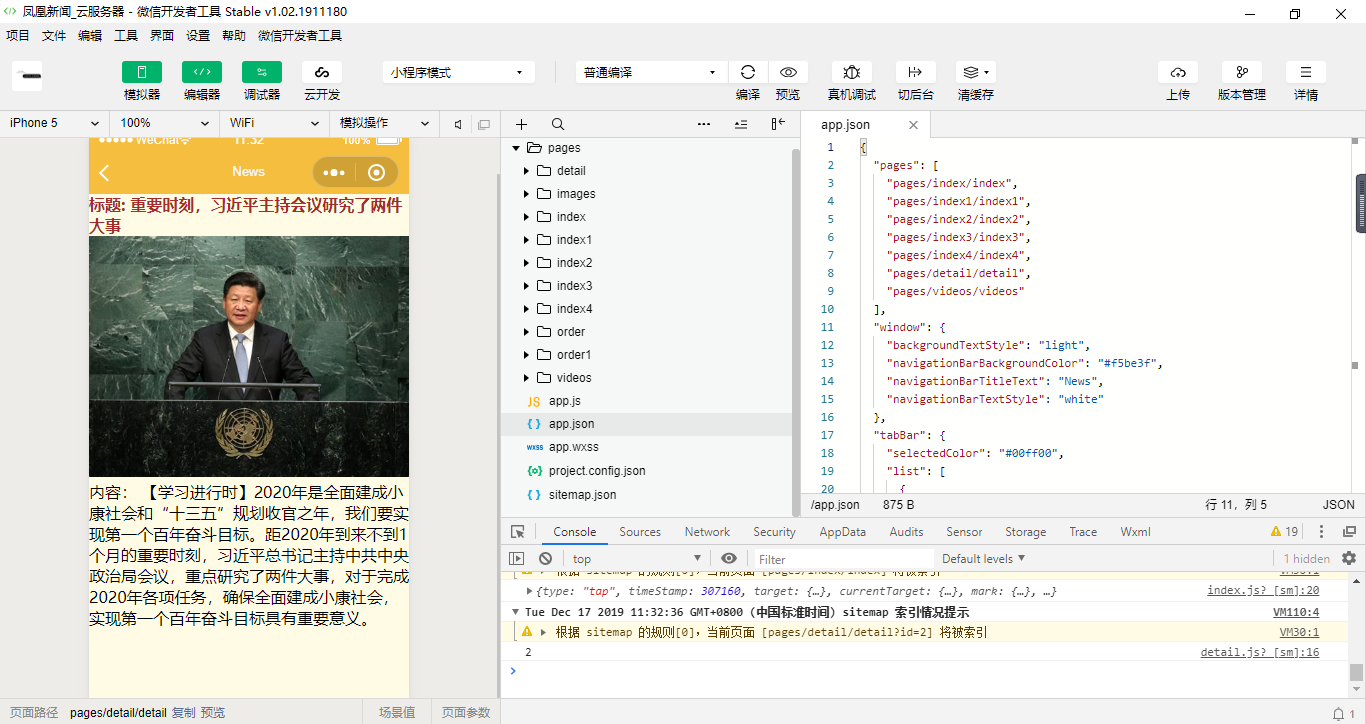 凤凰新闻_云服务器 - 微信开发者工具 Stable v1.02.1911180
项目 文件 编辑 工具 界面 设置 帮助 微信开发者工具
模拟器 编辑器 调试器 云开发
小程序模式
普通编译
编译 预览 真机调试 切后台 清缓存
上传 版本管理 详情
iPhone 5 100% WiFi 模拟操作
WeChat 11:32 100%
News
标题: 重要时刻，习近平主持会议研究了两件
大事
内容： 【学习进行时】2020年是全面建成小
康社会和“十三五”规划收官之年，我们要实
现第一个百年奋斗目标。距2020年到来不到1
个月的重要时刻，习近平总书记主持中共中央
政治局会议，重点研究了两件大事，对于完成
2020年各项任务，确保全面建成小康社会，
实现第一个百年奋斗目标具有重要意义。
页面路径 pages/detail/detail 复制 预览 场景值 页面参数
pages
detail
images
index
index1
index2
index3
index4
order
order1
videos
JS app.js
{ } app.json
wxss app.wxss
{o} project.config.json
{ } sitemap.json
app.json
1 {
2 "pages": [
3 "pages/index/index",
4 "pages/index1/index1",
5 "pages/index2/index2",
6 "pages/index3/index3",
7 "pages/index4/index4",
8 "pages/detail/detail",
9 "pages/videos/videos"
10 ],
11 "window": {
12 "backgroundTextStyle": "light",
13 "navigationBarBackgroundColor": "#f5be3f",
14 "navigationBarTitleText": "News",
15 "navigationBarTextStyle": "white"
16 },
17 "tabBar": {
18 "selectedColor": "#00ff00",
19 "list": [
20 {
/app.json 875 B 行 11，列 5 JSON
Console Sources Network Security AppData Audits Sensor Storage Trace Wxml 19
top Filter Default levels 1 hidden
根据 sitemap 的规则[0]，当前页面 [pages/index/index] 将被索引 VM30:1
{type: "tap", timeStamp: 307160, target: {…}, currentTarget: {…}, mark: {…}, …} index.js? [sm]:20
Tue Dec 17 2019 11:32:36 GMT+0800 (中国标准时间) sitemap 索引情况提示 VM110:4
根据 sitemap 的规则[0]，当前页面 [pages/detail/detail?id=2] 将被索引 VM30:1
2 detail.js? [sm]:16
1